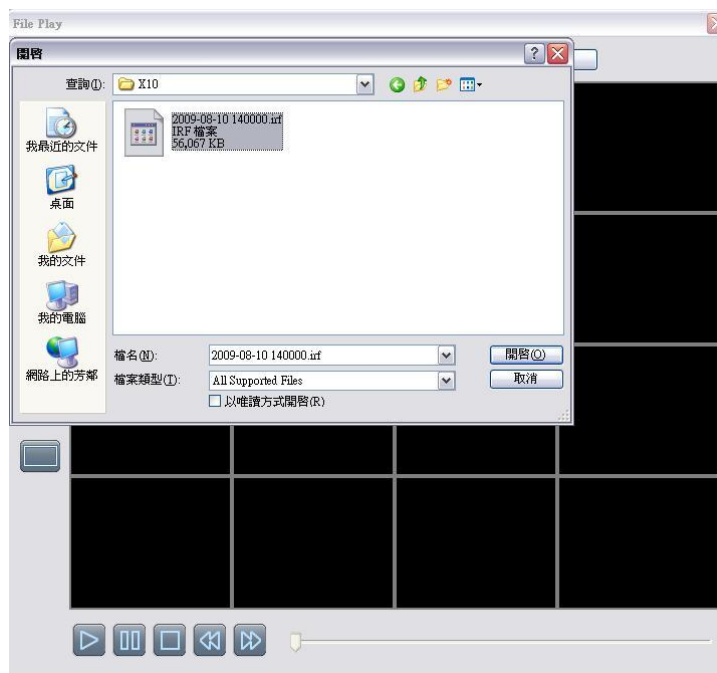 File Play
開啓
查詢(I):
X10
2009-08-10 140000.irf
IRF 檔案
56,067 KB
我最近的文件
桌面
我的文件
我的電腦
網路上的芳鄰
檔名(N):
2009-08-10 140000.irf
開啓(O)
檔案類型(T):
All Supported Files
取消
以唯讀方式開啓(R)